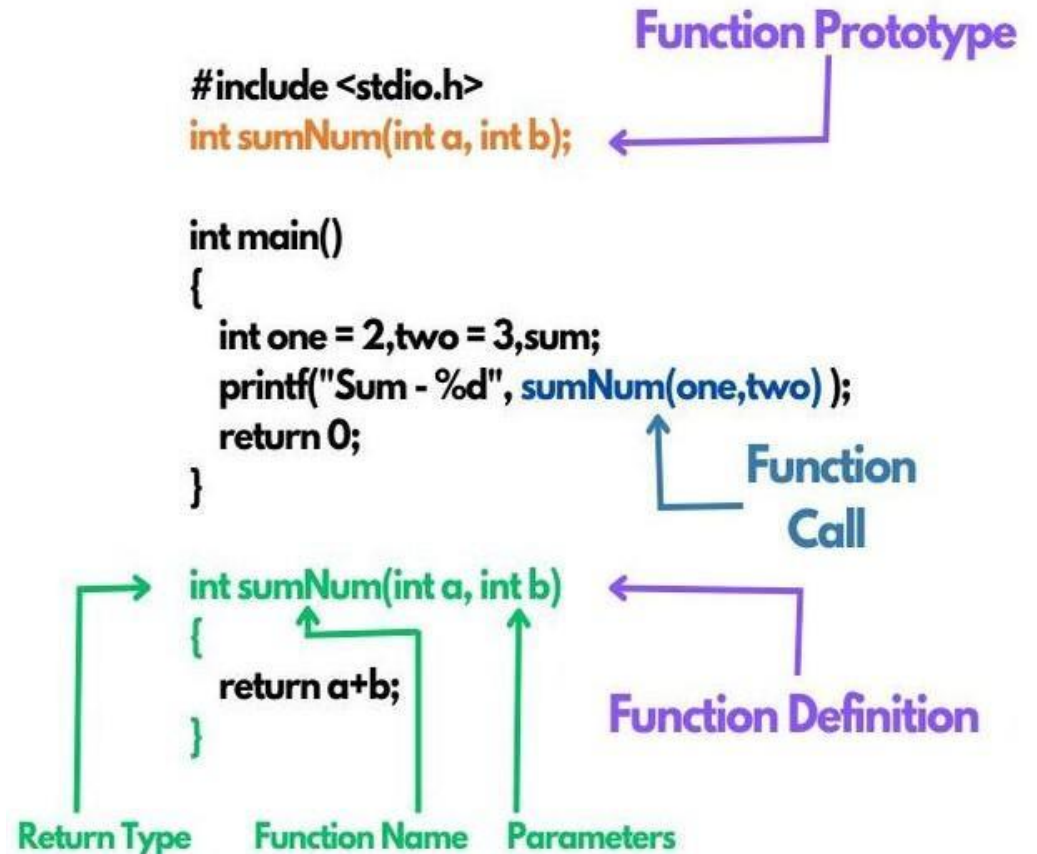 Function Prototype
#include <stdio.h>
int sumNum(int a, int b);
int main()
{
int one = 2,two = 3,sum;
printf("Sum - %d", sumNum(one,two) );
return 0;
}
Function
Call
int sumNum(int a, int b)
{
return a+b;
}
Function Definition
Return Type
Function Name
Parameters